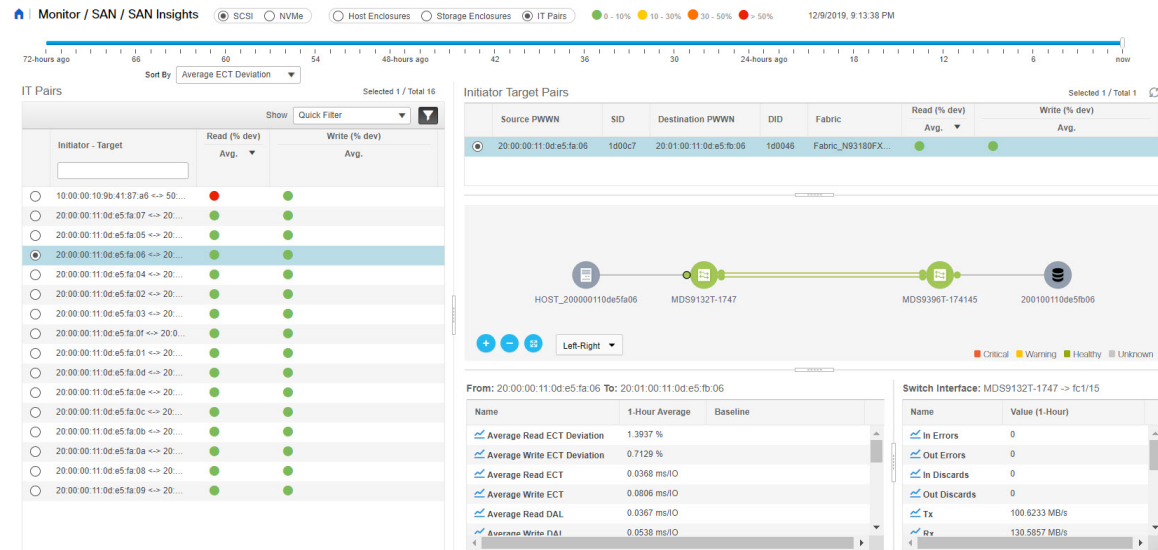 Monitor / SAN / SAN Insights SCSI NVMe Host Enclosures Storage Enclosures IT Pairs 0 - 10% 10 - 30% 30 - 50% > 50% 12/9/2019, 9:13:38 PM
72-hours ago 66 60 54 48-hours ago 42 36 30 24-hours ago 18 12 6 now
Sort By Average ECT Deviation
IT Pairs Selected 1 / Total 16
Show Quick Filter
Initiator - Target Read (% dev) Write (% dev)
Avg. Avg.
10:00:00:10:9b:41:87:a6 <-> 50:...
20:00:00:11:0d:e5:fa:07 <-> 20:...
20:00:00:11:0d:e5:fa:05 <-> 20:...
20:00:00:11:0d:e5:fa:06 <-> 20:...
20:00:00:11:0d:e5:fa:04 <-> 20:...
20:00:00:11:0d:e5:fa:02 <-> 20:...
20:00:00:11:0d:e5:fa:03 <-> 20:...
20:00:00:11:0d:e5:fa:0f <-> 20:0...
20:00:00:11:0d:e5:fa:01 <-> 20:...
20:00:00:11:0d:e5:fa:0d <-> 20:...
20:00:00:11:0d:e5:fa:0e <-> 20:...
20:00:00:11:0d:e5:fa:0c <-> 20:...
20:00:00:11:0d:e5:fa:0b <-> 20:...
20:00:00:11:0d:e5:fa:0a <-> 20:...
20:00:00:11:0d:e5:fa:08 <-> 20:...
20:00:00:11:0d:e5:fa:09 <-> 20:...
Initiator Target Pairs Selected 1 / Total 1
Source PWWN SID Destination PWWN DID Fabric Read (% dev) Write (% dev)
Avg. Avg.
20:00:00:11:0d:e5:fa:06 1d00c7 20:01:00:11:0d:e5:fb:06 1d0046 Fabric_N93180FX...
HOST_200000110de5fa06 MDS9132T-1747 MDS9396T-174145 200100110de5fb06
Left-Right
Critical Warning Healthy Unknown
From: 20:00:00:11:0d:e5:fa:06 To: 20:01:00:11:0d:e5:fb:06
Name 1-Hour Average Baseline
Average Read ECT Deviation 1.3937 %
Average Write ECT Deviation 0.7129 %
Average Read ECT 0.0368 ms/IO
Average Write ECT 0.0806 ms/IO
Average Read DAL 0.0367 ms/IO
Average Write DAL 0.0538 ms/IO
Switch Interface: MDS9132T-1747 -> fc1/15
Name Value (1-Hour)
In Errors 0
Out Errors 0
In Discards 0
Out Discards 0
Tx 100.6233 MB/s
Rx 130.5857 MB/s